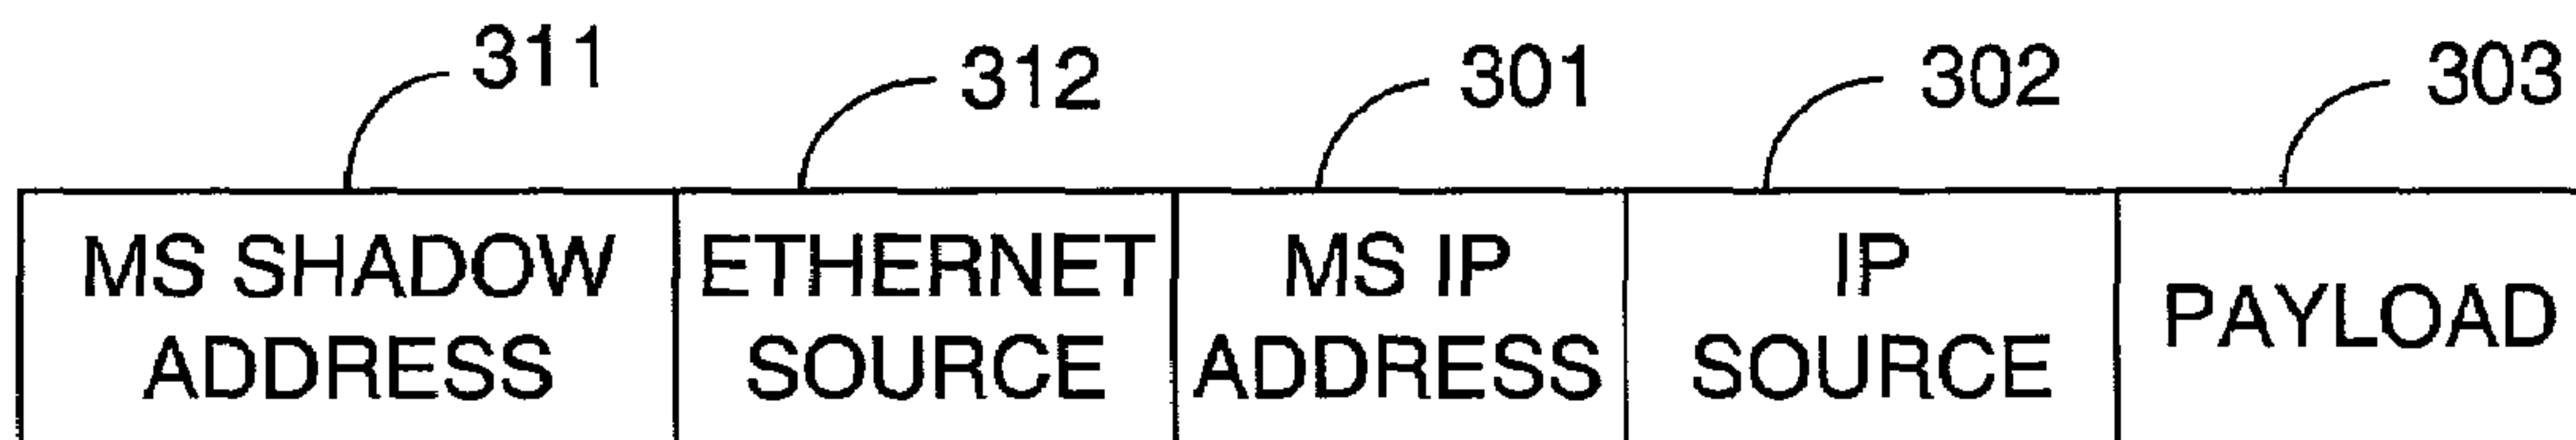 311 312 301 302 303
MS SHADOW ADDRESS
ETHERNET SOURCE
MS IP ADDRESS
IP SOURCE
PAYLOAD